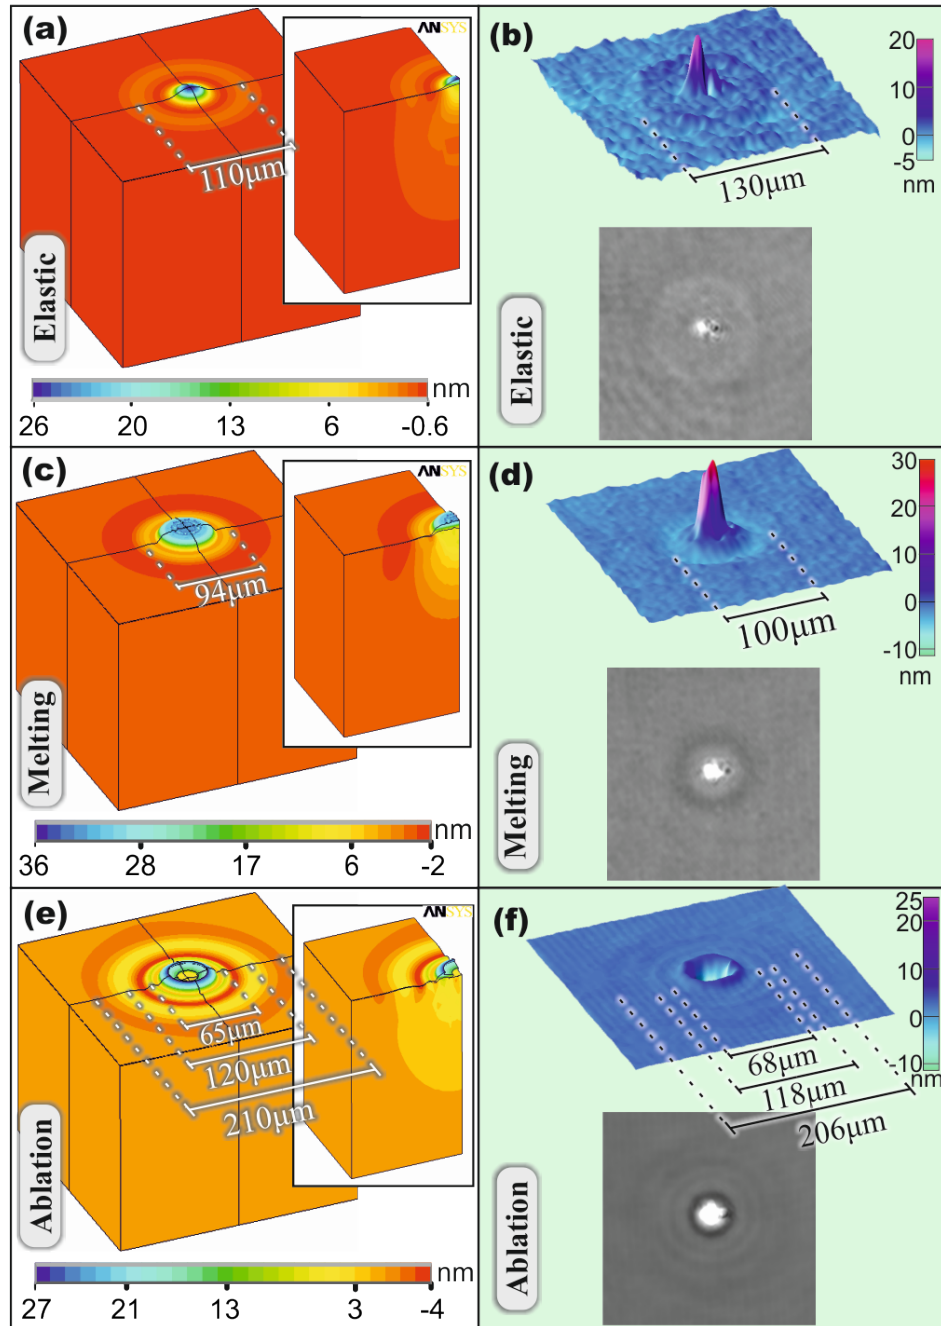 (a)
ANSYS
110μm
Elastic
nm
26 20 13 6 -0.6
(b)
20
10
0
-5
nm
130μm
Elastic
(c)
ANSYS
94μm
Melting
nm
36 28 17 6 -2
(d)
30
20
10
0
-10
nm
100μm
Melting
(e)
ANSYS
65μm
120μm
210μm
Ablation
nm
27 21 13 3 -4
(f)
25
20
10
0
-10
nm
68μm
118μm
206μm
Ablation